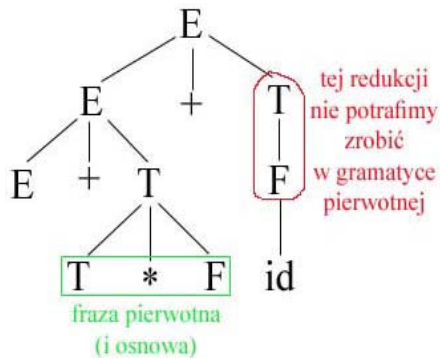 E
E + T
tej redukcji
nie potrafimy
zrobić
w gramatyce
pierwotnej
E + T F
T * F id
fraza pierwotna
(i osnowa)